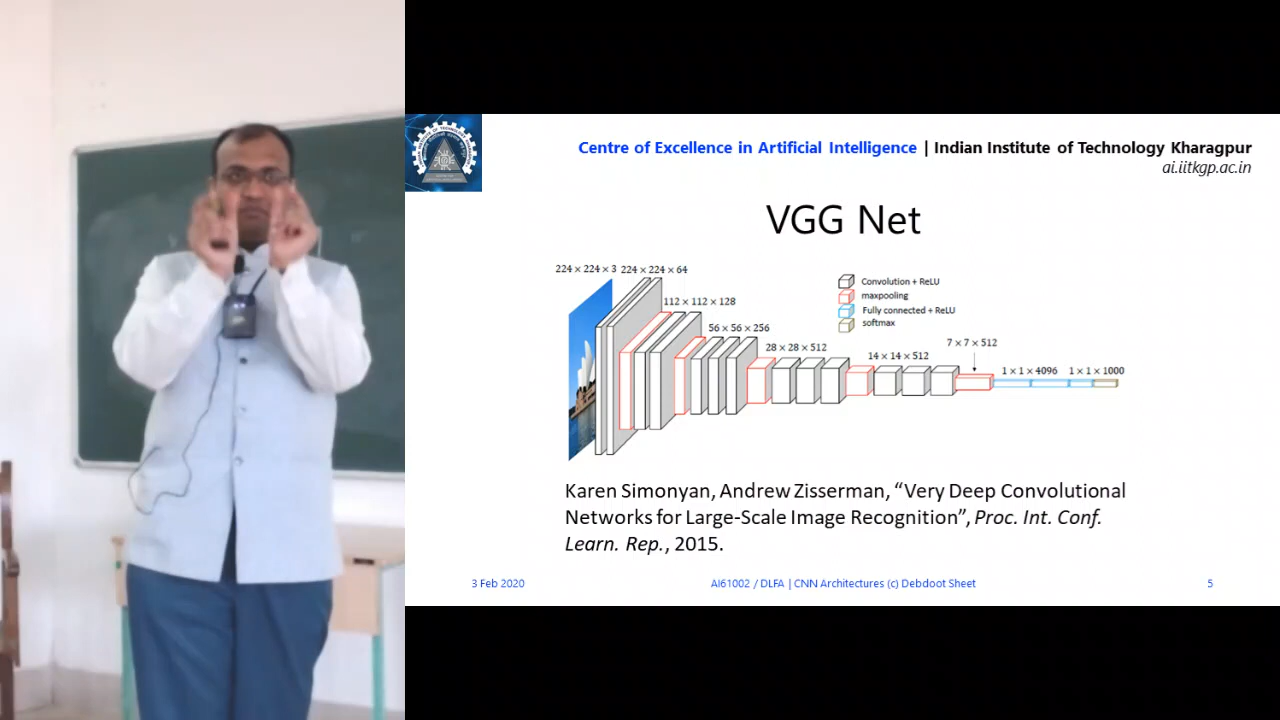 Centre of Excellence in Artificial Intelligence | Indian Institute of Technology Kharagpur
ai.iitkgp.ac.in
VGG Net
224 × 224 × 3 224 × 224 × 64
112 × 112 × 128
56 × 56 × 256
28 × 28 × 512
14 × 14 × 512
7 × 7 × 512
1 × 1 × 4096 1 × 1 × 1000
Convolution + ReLU
maxpooling
Fully connected + ReLU
softmax
Karen Simonyan, Andrew Zisserman, “Very Deep Convolutional
Networks for Large-Scale Image Recognition”, Proc. Int. Conf.
Learn. Rep., 2015.
3 Feb 2020 AI61002 / DLFA | CNN Architectures (c) Debdoot Sheet 5